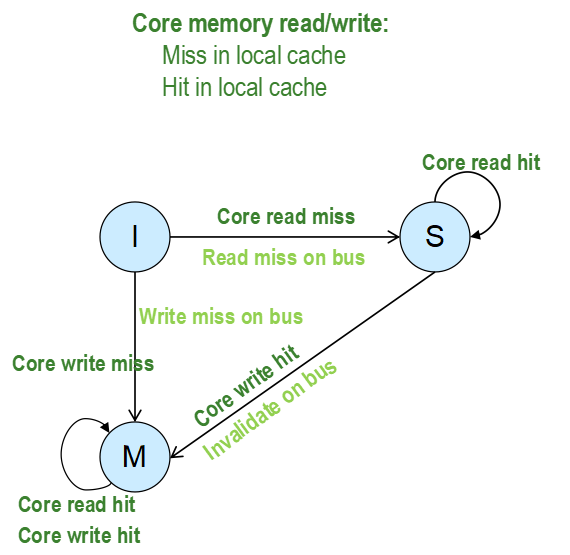 Core memory read/write:
Miss in local cache
Hit in local cache
Core read hit
I
Core read miss
S
Read miss on bus
Write miss on bus
Core write miss
Core write hit
Invalidate on bus
M
Core read hit
Core write hit